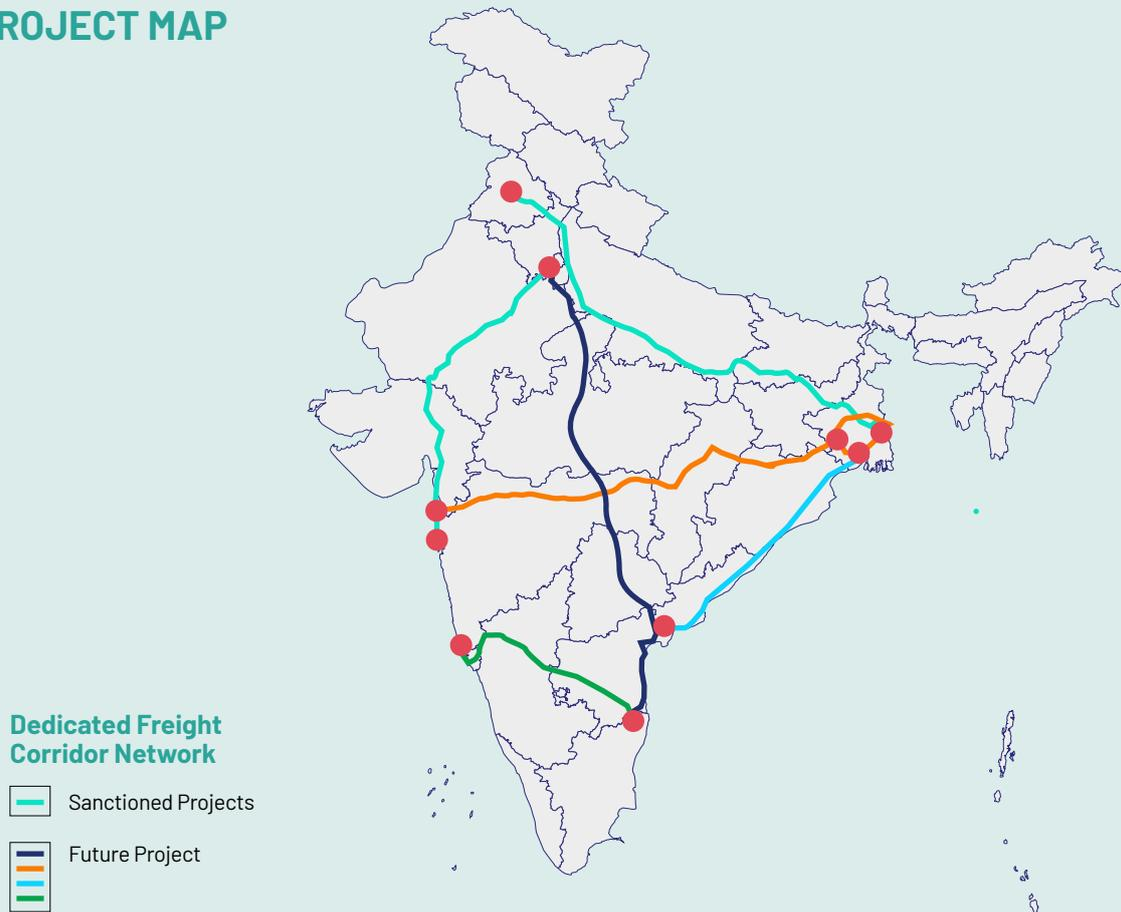 ROJECT MAP
Dedicated Freight
Corridor Network
Sanctioned Projects
Future Project